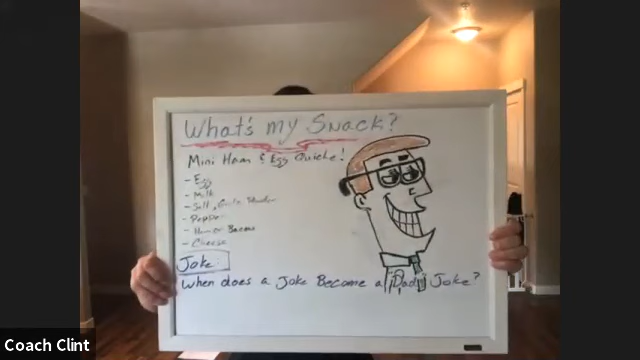 What's my Snack?
Mini Ham & Egg Quiche!
- Egg
- Milk
- Salt, Garlic Powder
- Pepper
- Ham or Bacon
- Cheese
Joke
When does a Joke Become a "Dad" Joke?
Coach Clint